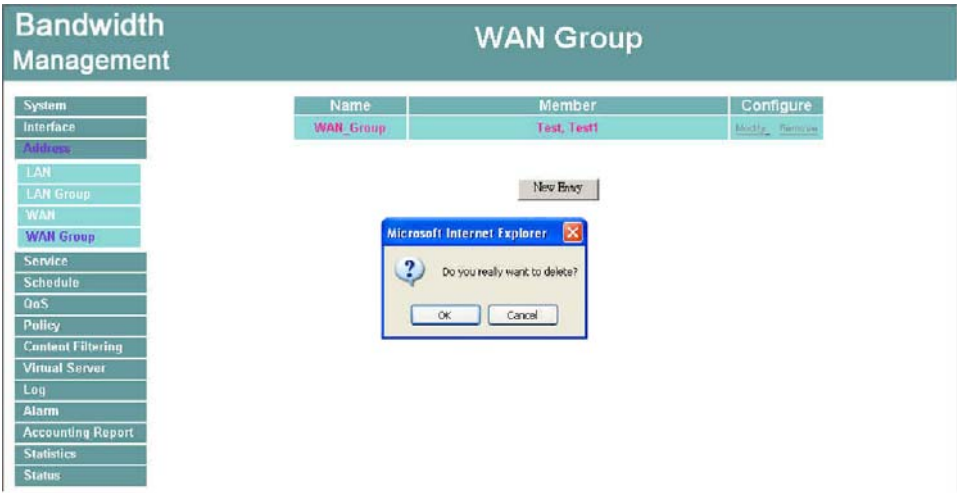 Bandwidth
Management
WAN Group
System
Interface
Address
LAN
LAN Group
WAN
WAN Group
Service
Schedule
QoS
Policy
Content Filtering
Virtual Server
Log
Alarm
Accounting Report
Statistics
Status
Name Member Configure
WAN_Group Test, Test1 Modify Remove
New Entry
Microsoft Internet Explorer
Do you really want to delete?
OK Cancel